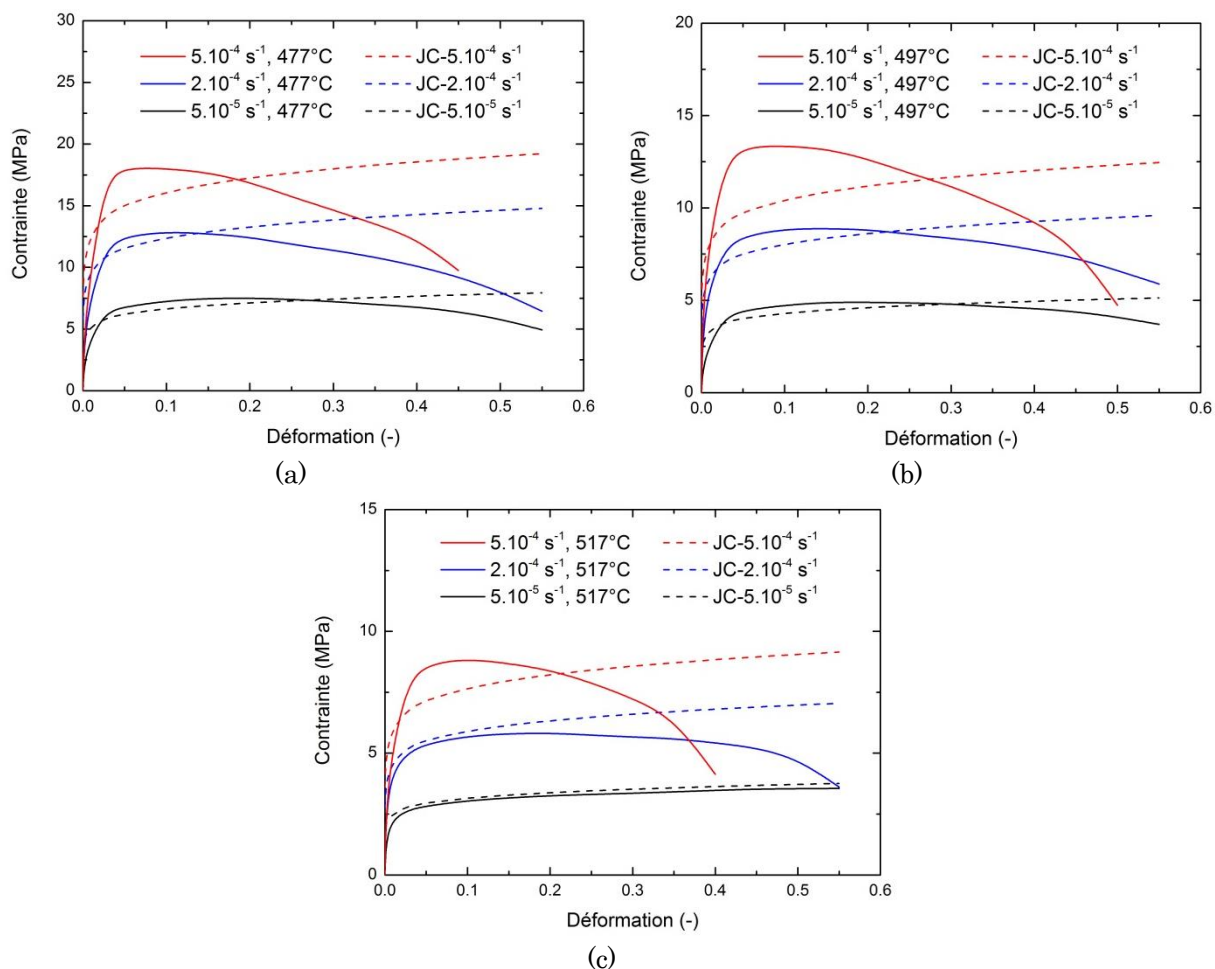 30
25
20
15
10
5
0
Contrainte (MPa)
5.10⁻⁴ s⁻¹, 477°C JC-5.10⁻⁴ s⁻¹
2.10⁻⁴ s⁻¹, 477°C JC-2.10⁻⁴ s⁻¹
5.10⁻⁵ s⁻¹, 477°C JC-5.10⁻⁵ s⁻¹
0.0 0.1 0.2 0.3 0.4 0.5 0.6
Déformation (-)
(a)
20
15
10
5
0
Contrainte (MPa)
5.10⁻⁴ s⁻¹, 497°C JC-5.10⁻⁴ s⁻¹
2.10⁻⁴ s⁻¹, 497°C JC-2.10⁻⁴ s⁻¹
5.10⁻⁵ s⁻¹, 497°C JC-5.10⁻⁵ s⁻¹
0.0 0.1 0.2 0.3 0.4 0.5 0.6
Déformation (-)
(b)
15
10
5
0
Contrainte (MPa)
5.10⁻⁴ s⁻¹, 517°C JC-5.10⁻⁴ s⁻¹
2.10⁻⁴ s⁻¹, 517°C JC-2.10⁻⁴ s⁻¹
5.10⁻⁵ s⁻¹, 517°C JC-5.10⁻⁵ s⁻¹
0.0 0.1 0.2 0.3 0.4 0.5 0.6
Déformation (-)
(c)